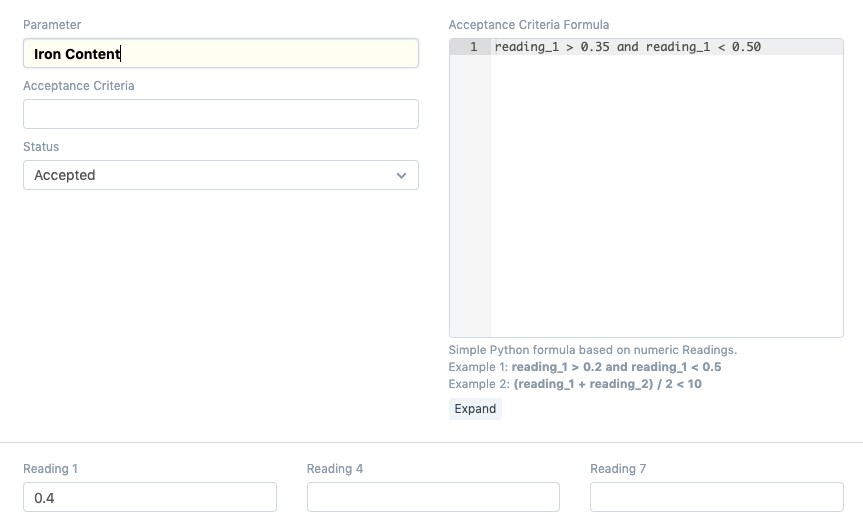 Parameter
Iron Content
Acceptance Criteria
Status
Accepted
Acceptance Criteria Formula
1 reading_1 > 0.35 and reading_1 < 0.50
Simple Python formula based on numeric Readings.
Example 1: reading_1 > 0.2 and reading_1 < 0.5
Example 2: (reading_1 + reading_2) / 2 < 10
Expand
Reading 1
0.4
Reading 4
Reading 7